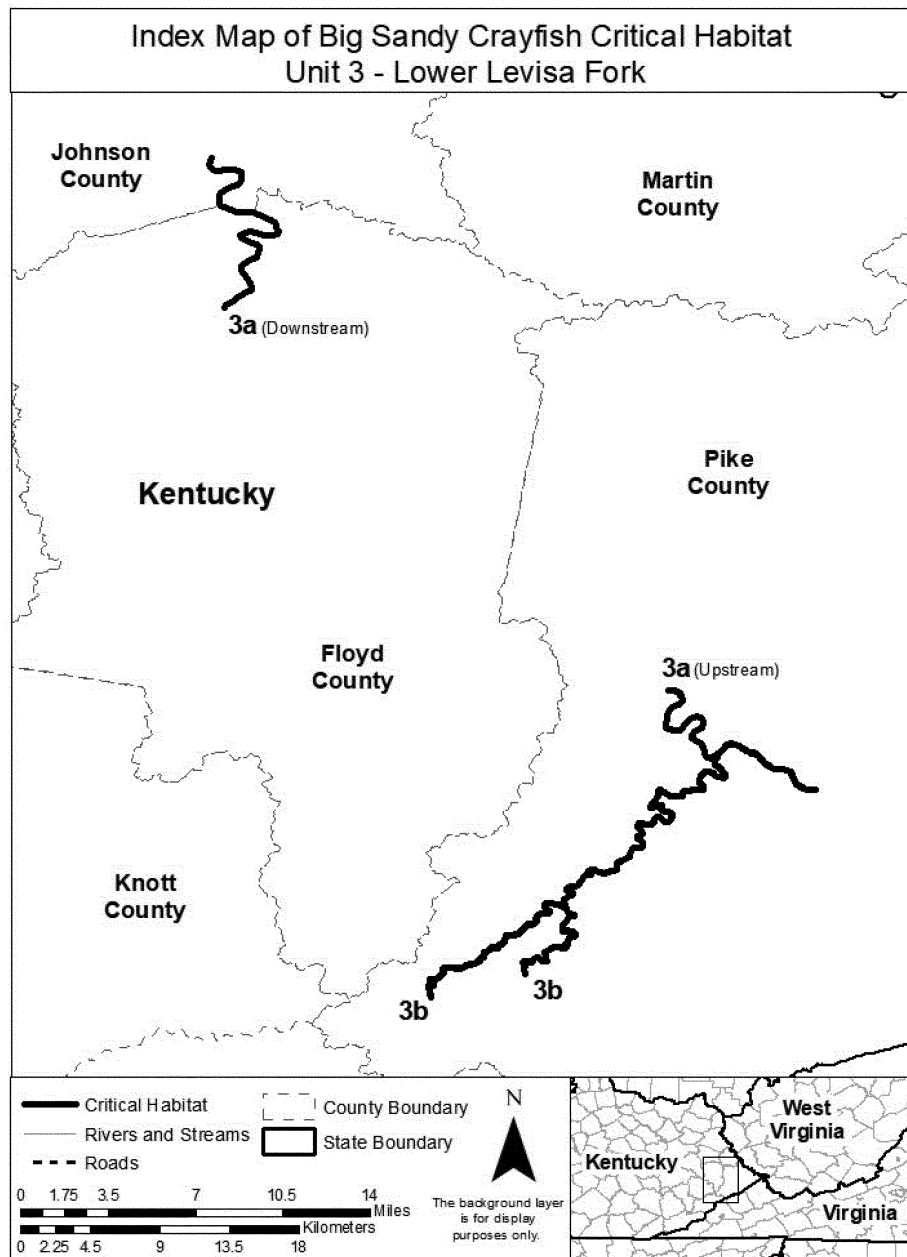 Index Map of Big Sandy Crayfish Critical Habitat
Unit 3 - Lower Levisa Fork
Johnson
County
Martin
County
3a (Downstream)
Pike
County
Kentucky
Floyd
County
3a (Upstream)
Knott
County
3b
3b
Critical Habitat
Rivers and Streams
Roads
County Boundary
State Boundary
0 1.75 3.5 7 10.5 14
Miles
Kilometers
0 2.25 4.5 9 13.5 18
N
The background layer
is for display
purposes only.
West
Virginia
Kentucky
Virginia